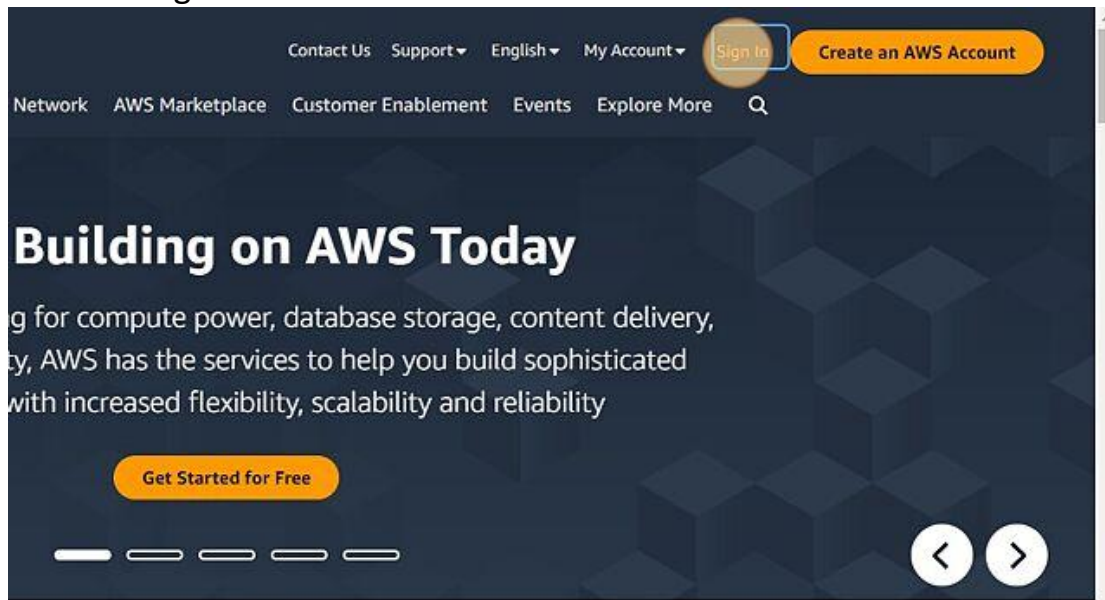 Contact Us Support English My Account Sign In Create an AWS Account
Network AWS Marketplace Customer Enablement Events Explore More
Building on AWS Today
g for compute power, database storage, content delivery,
ty, AWS has the services to help you build sophisticated
with increased flexibility, scalability and reliability
Get Started for Free